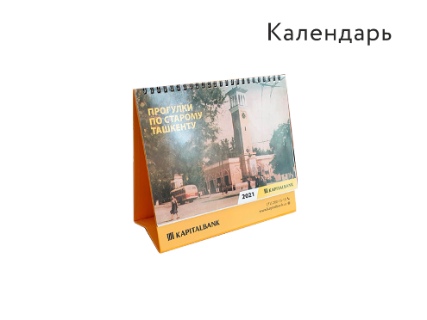 Календарь
ПРОГУЛКИ
ПО СТАРОМУ
ТАШКЕНТУ
2021
KAPITALBANK
KAPITALBANK